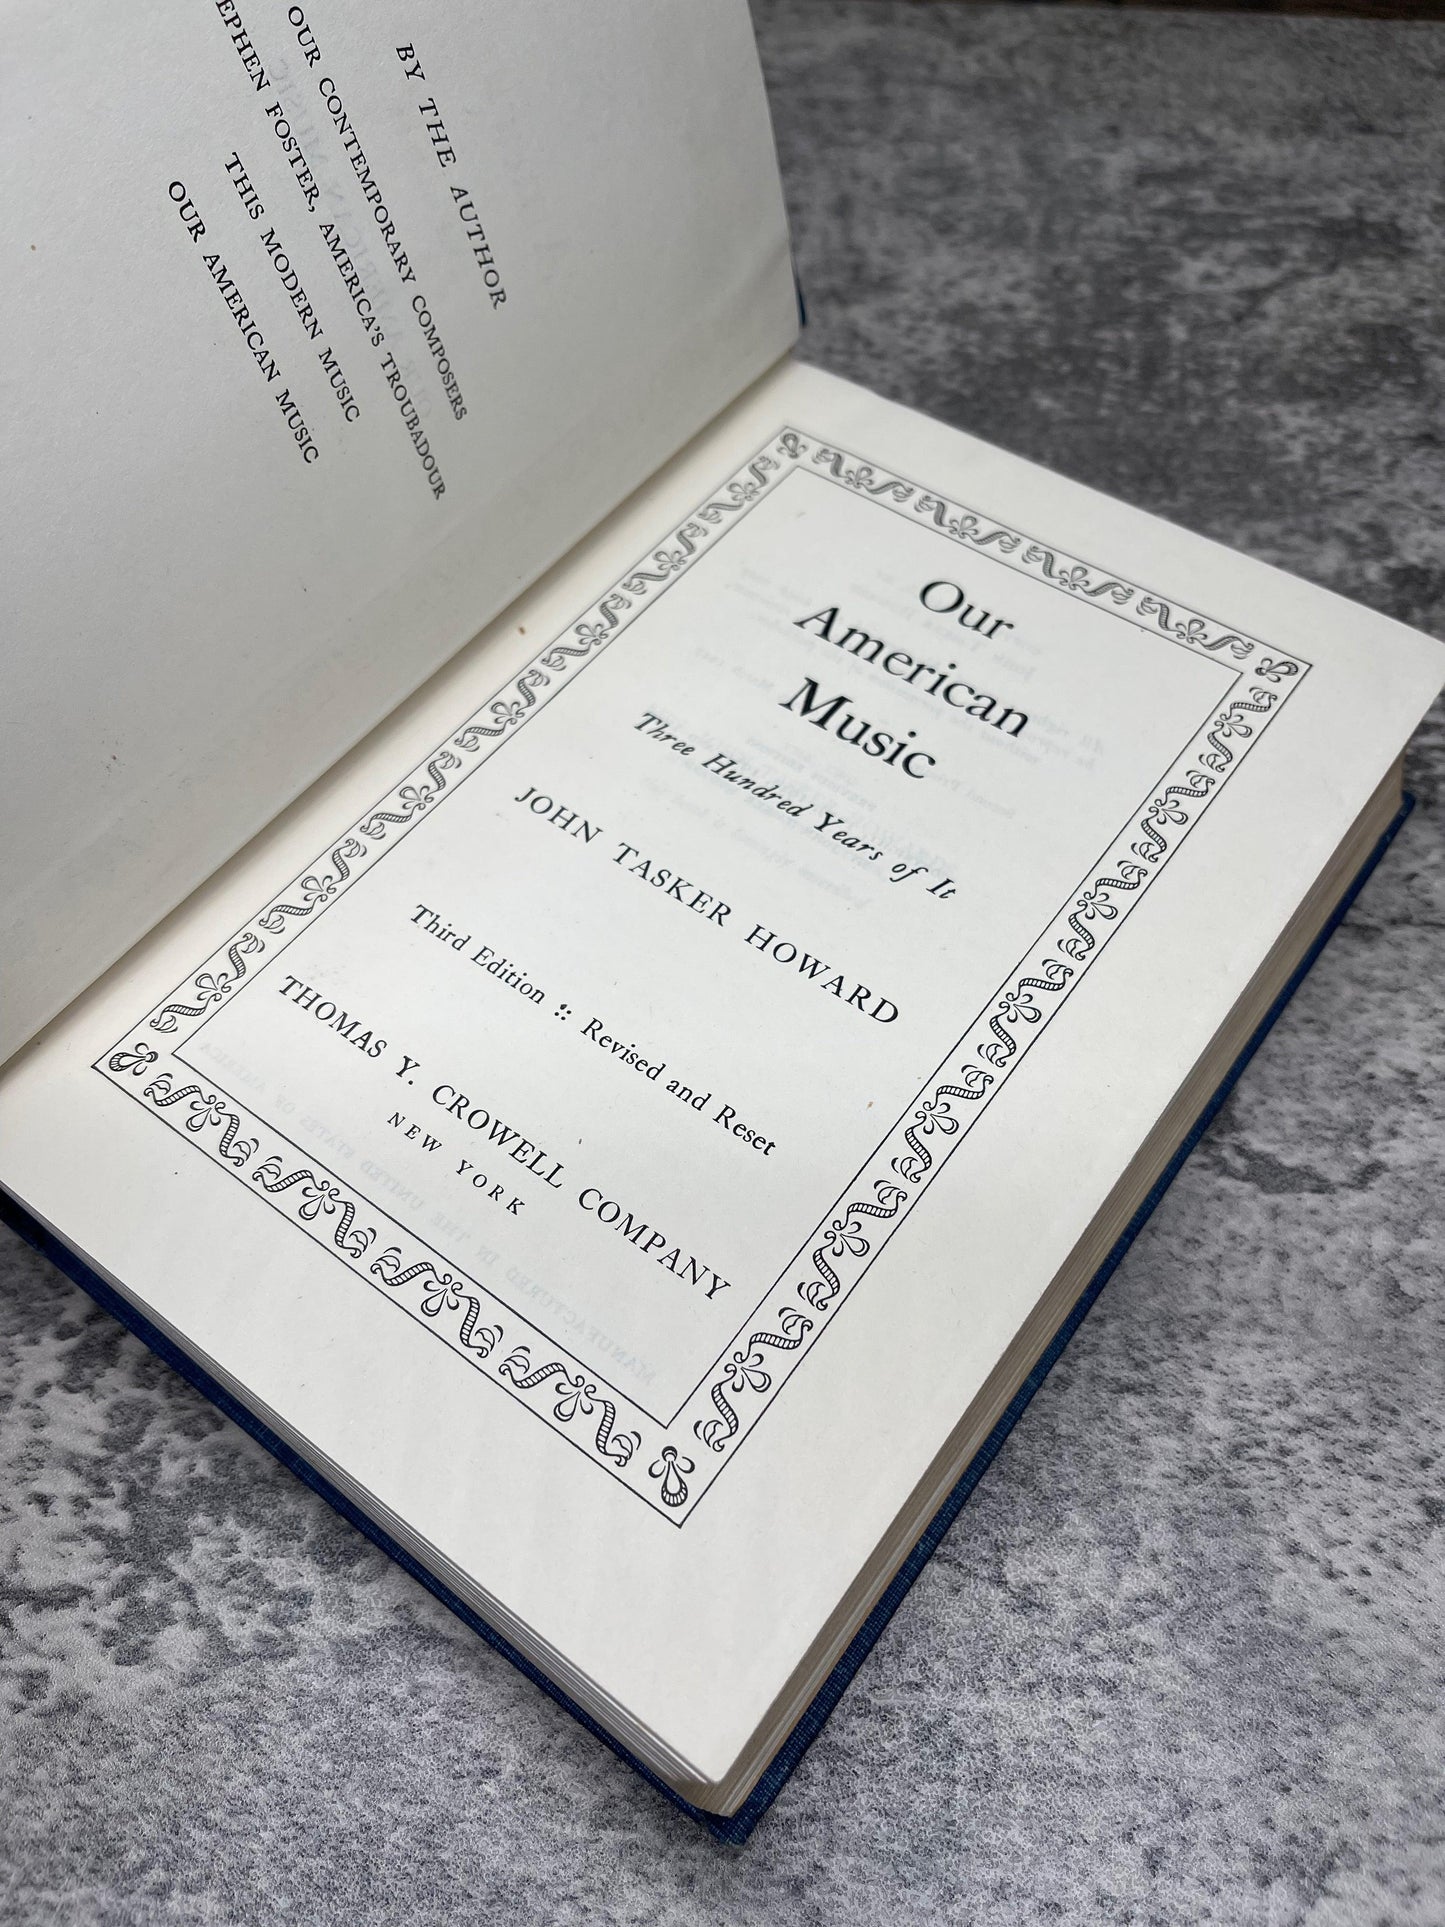 BY THE AUTHOR
OUR CONTEMPORARY COMPOSERS
FOSTER, AMERICA'S TROUBADOUR
THIS MODERN MUSIC
OUR AMERICAN MUSIC
Our
American
Music
Three Hundred Years of It
JOHN TASKER HOWARD
Third Edition :: Revised and Reset
THOMAS Y. CROWELL COMPANY
NEW YORK